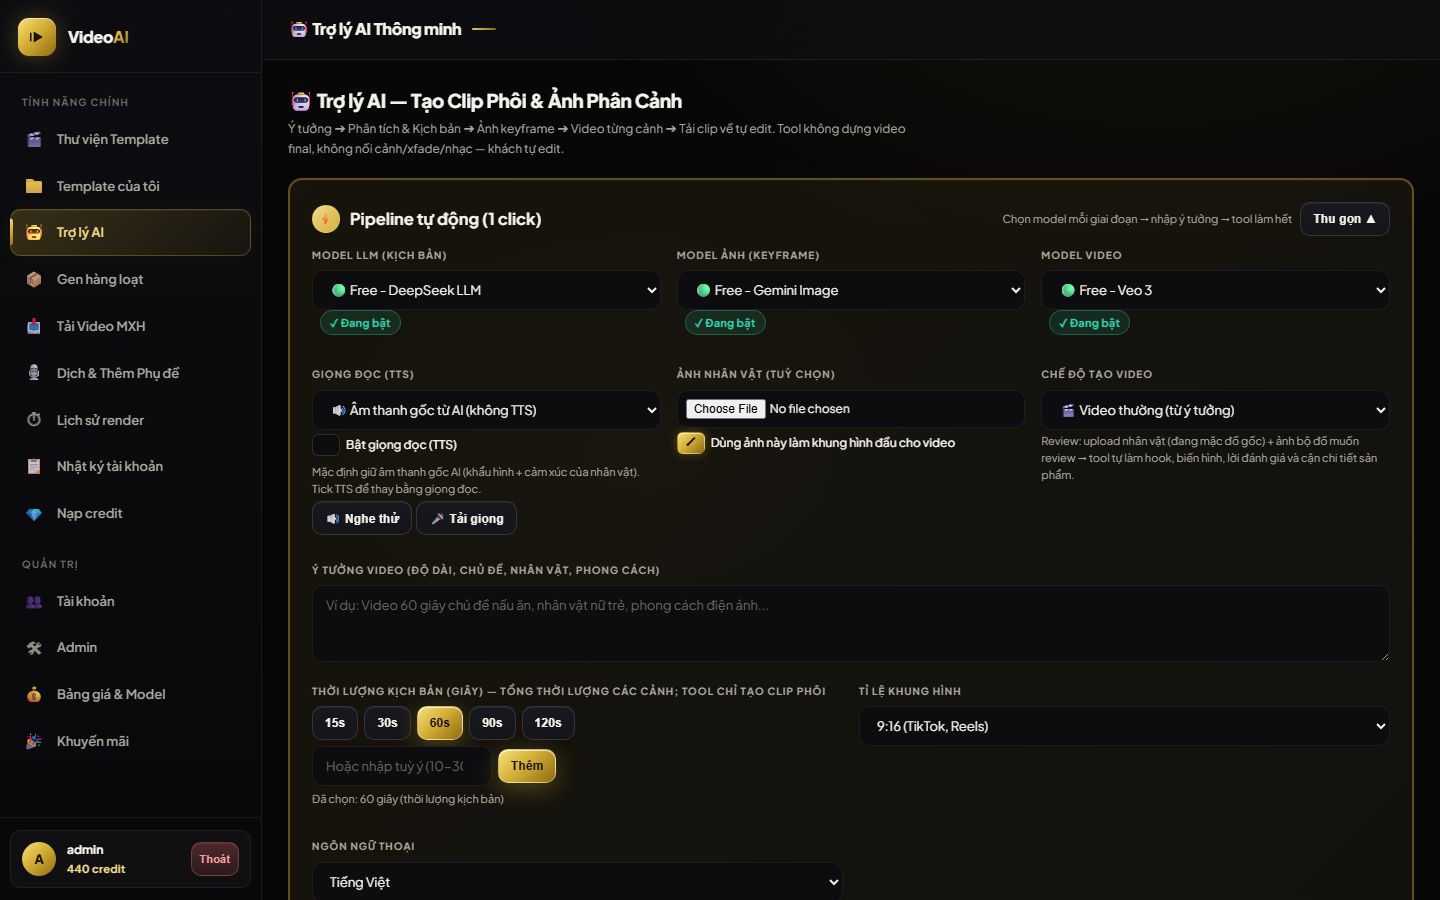 VideoAI
TÍNH NĂNG CHÍNH
Thư viện Template
Template của tôi
Trợ lý AI
Gen hàng loạt
Tải Video MXH
Dịch & Thêm Phụ đề
Lịch sử render
Nhật ký tài khoản
Nạp credit
QUẢN TRỊ
Tài khoản
Admin
Bảng giá & Model
Khuyến mãi
A
admin
440 credit
Thoát
Trợ lý AI Thông minh
Trợ lý AI — Tạo Clip Phôi & Ảnh Phân Cảnh
Ý tưởng → Phân tích & Kịch bản → Ảnh keyframe → Video từng cảnh → Tải clip về tự edit. Tool không dựng video
final, không nối cảnh/xfade/nhạc — khách tự edit.
Pipeline tự động (1 click)
Chọn model mỗi giai đoạn → nhập ý tưởng → tool làm hết
Thu gọn ▲
MODEL LLM (KỊCH BẢN)
Free - DeepSeek LLM
✓ Đang bật
MODEL ẢNH (KEYFRAME)
Free - Gemini Image
✓ Đang bật
MODEL VIDEO
Free - Veo 3
✓ Đang bật
GIỌNG ĐỌC (TTS)
Âm thanh gốc từ AI (không TTS)
Bật giọng đọc (TTS)
Mặc định giữ âm thanh gốc AI (khẩu hình + cảm xúc của nhân vật).
Tick TTS để thay bằng giọng đọc.
Nghe thử
Tải giọng
ẢNH NHÂN VẬT (TUỲ CHỌN)
Choose File No file chosen
Dùng ảnh này làm khung hình đầu cho video
CHẾ ĐỘ TẠO VIDEO
Video thường (từ ý tưởng)
Review: upload nhân vật (đang mặc đồ gốc) + ảnh bộ đồ muốn
review → tool tự làm hook, biến hình, lời đánh giá và cận chi tiết sản
phẩm.
Ý TƯỞNG VIDEO (ĐỘ DÀI, CHỦ ĐỀ, NHÂN VẬT, PHONG CÁCH)
Ví dụ: Video 60 giây chủ đề nấu ăn, nhân vật nữ trẻ, phong cách điện ảnh...
THỜI LƯỢNG KỊCH BẢN (GIÂY) — TỔNG THỜI LƯỢNG CÁC CẢNH; TOOL CHỈ TẠO CLIP PHÔI
15s
30s
60s
90s
120s
Hoặc nhập tuỳ ý (10–30
Thêm
Đã chọn: 60 giây (thời lượng kịch bản)
TỈ LỆ KHUNG HÌNH
9:16 (TikTok, Reels)
NGÔN NGỮ THOẠI
Tiếng Việt